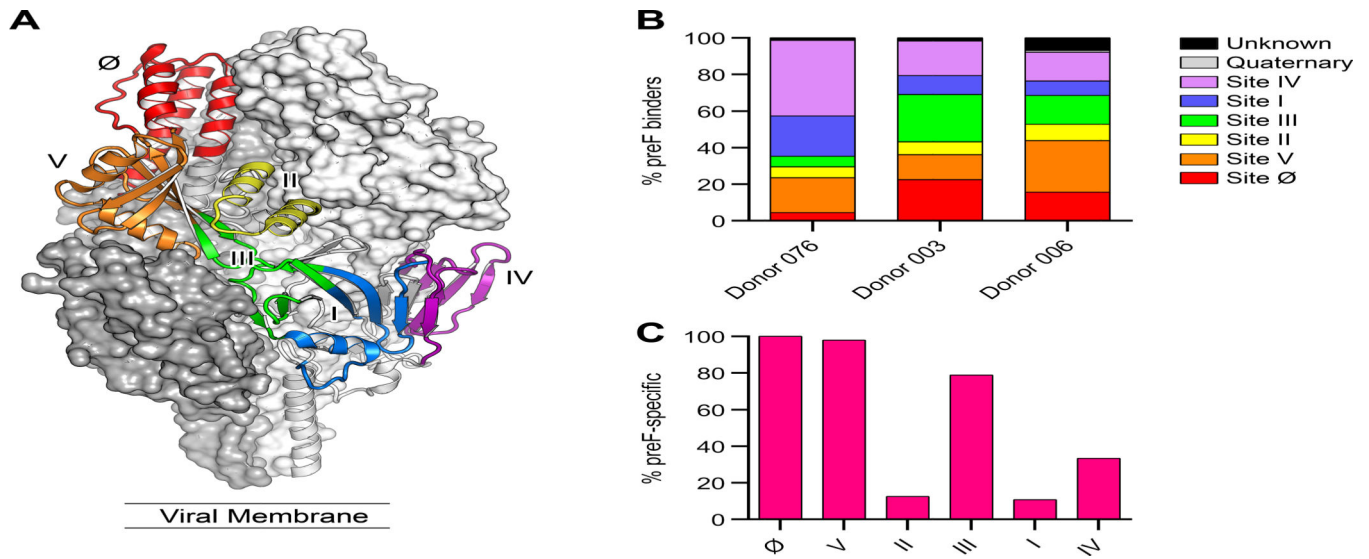 A
Ø
V
II
III
IV
I
Viral Membrane
B
% preF binders
100
80
60
40
20
0
Donor 076
Donor 003
Donor 006
Unknown
Quaternary
Site IV
Site I
Site III
Site II
Site V
Site Ø
C
% preF-specific
100
80
60
40
20
0
Ø
V
II
III
I
IV